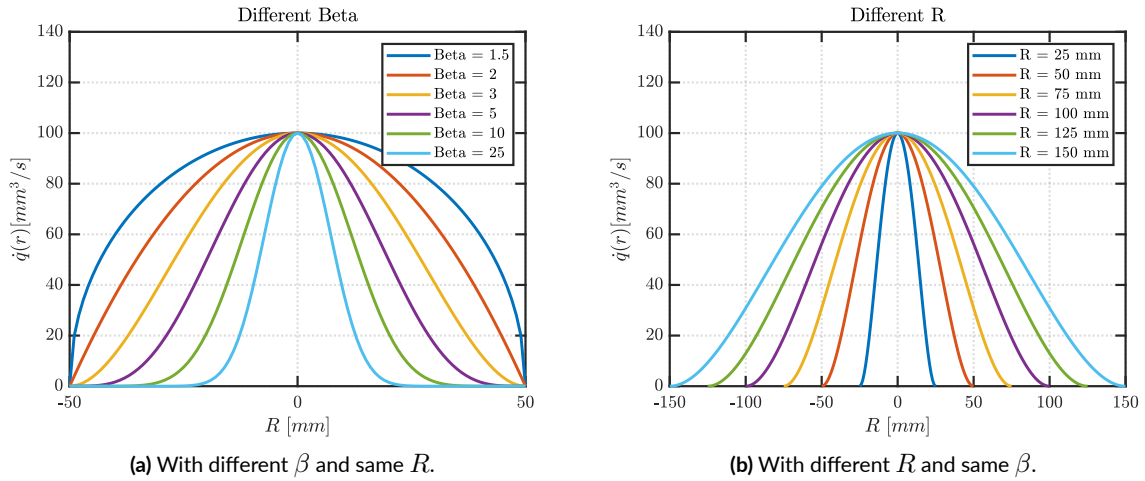 Different Beta
140
120
100
80
60
40
20
0
q̇(r)[mm³/s]
Beta = 1.5
Beta = 2
Beta = 3
Beta = 5
Beta = 10
Beta = 25
-50
0
50
R [mm]
(a) With different β and same R.
Different R
140
120
100
80
60
40
20
0
q̇(r)[mm³/s]
R = 25 mm
R = 50 mm
R = 75 mm
R = 100 mm
R = 125 mm
R = 150 mm
-150
-100
-50
0
50
100
150
R [mm]
(b) With different R and same β.